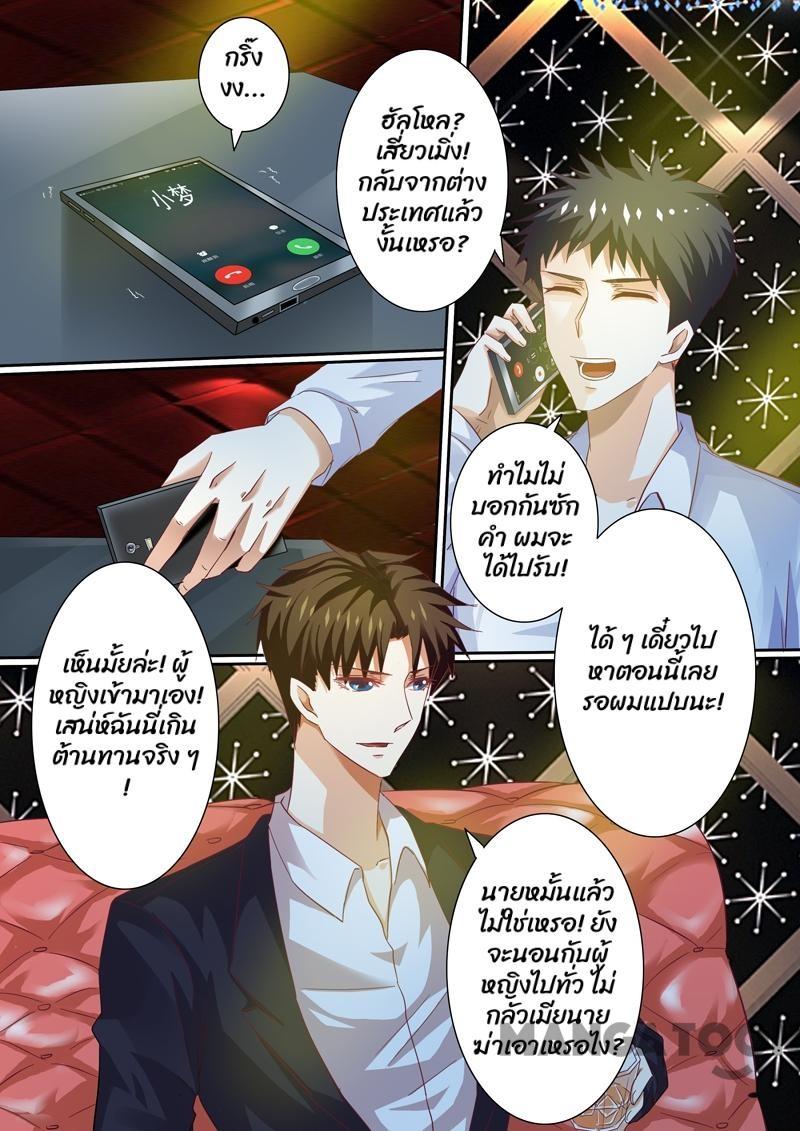 กริ๊ง
งง...
小梦
ฮัลโหล?
เสี่ยวเมิ่ง!
กลับจากต่าง
ประเทศแล้ว
งั้นเหรอ?
ทำไมไม่
บอกกันซัก
คำ ผมจะ
ได้ไปรับ!
ได้ ๆ เดี๋ยวไป
หาตอนนี้เลย
รอผมแปบนะ!
เห็นมั้ยล่ะ! ผู้
หญิงเข้ามาเอง!
เสน่ห์ฉันนี่เกิน
ต้านทานจริง ๆ
!
นายหมั้นแล้ว
ไม่ใช่เหรอ! ยัง
จะนอนกับผู้
หญิงไปทั่ว ไม่
กลัวเมียนาย
ฆ่าเอาเหรอไง?
MANGATOON